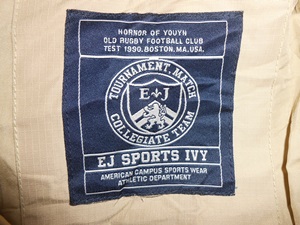 HORNOR OF YOUYN
OLD RUGBY FOOTBALL CLUB
TEST 1990. BOSTON. MA. USA.
TOURNAMENT. MATCH
E J
COLLEGIATE TEAM
EJ SPORTS IVY
AMERICAN CAMPUS SPORTS WEAR
ATHLETIC DEPARTMENT